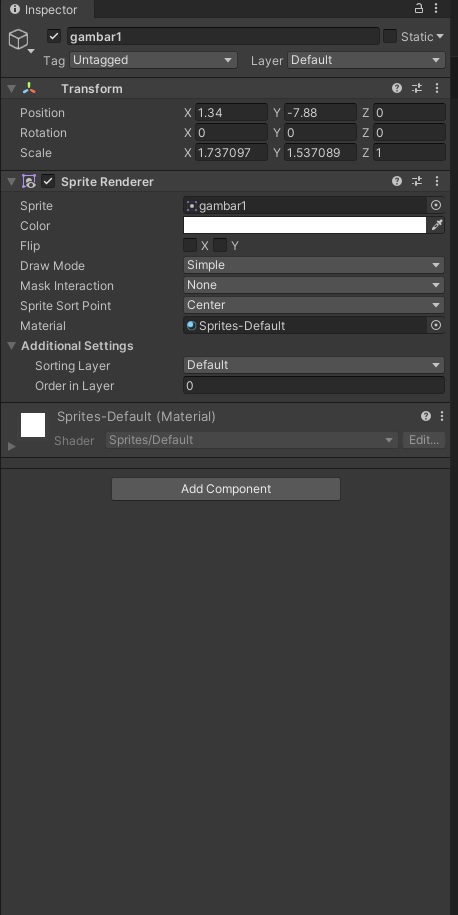 Inspector
gambar1 Static
Tag Untagged Layer Default
Transform
Position X 1.34 Y -7.88 Z 0
Rotation X 0 Y 0 Z 0
Scale X 1.737097 Y 1.537089 Z 1
Sprite Renderer
Sprite gambar1
Color
Flip X Y
Draw Mode Simple
Mask Interaction None
Sprite Sort Point Center
Material Sprites-Default
Additional Settings
Sorting Layer Default
Order in Layer 0
Sprites-Default (Material)
Shader Sprites/Default Edit...
Add Component